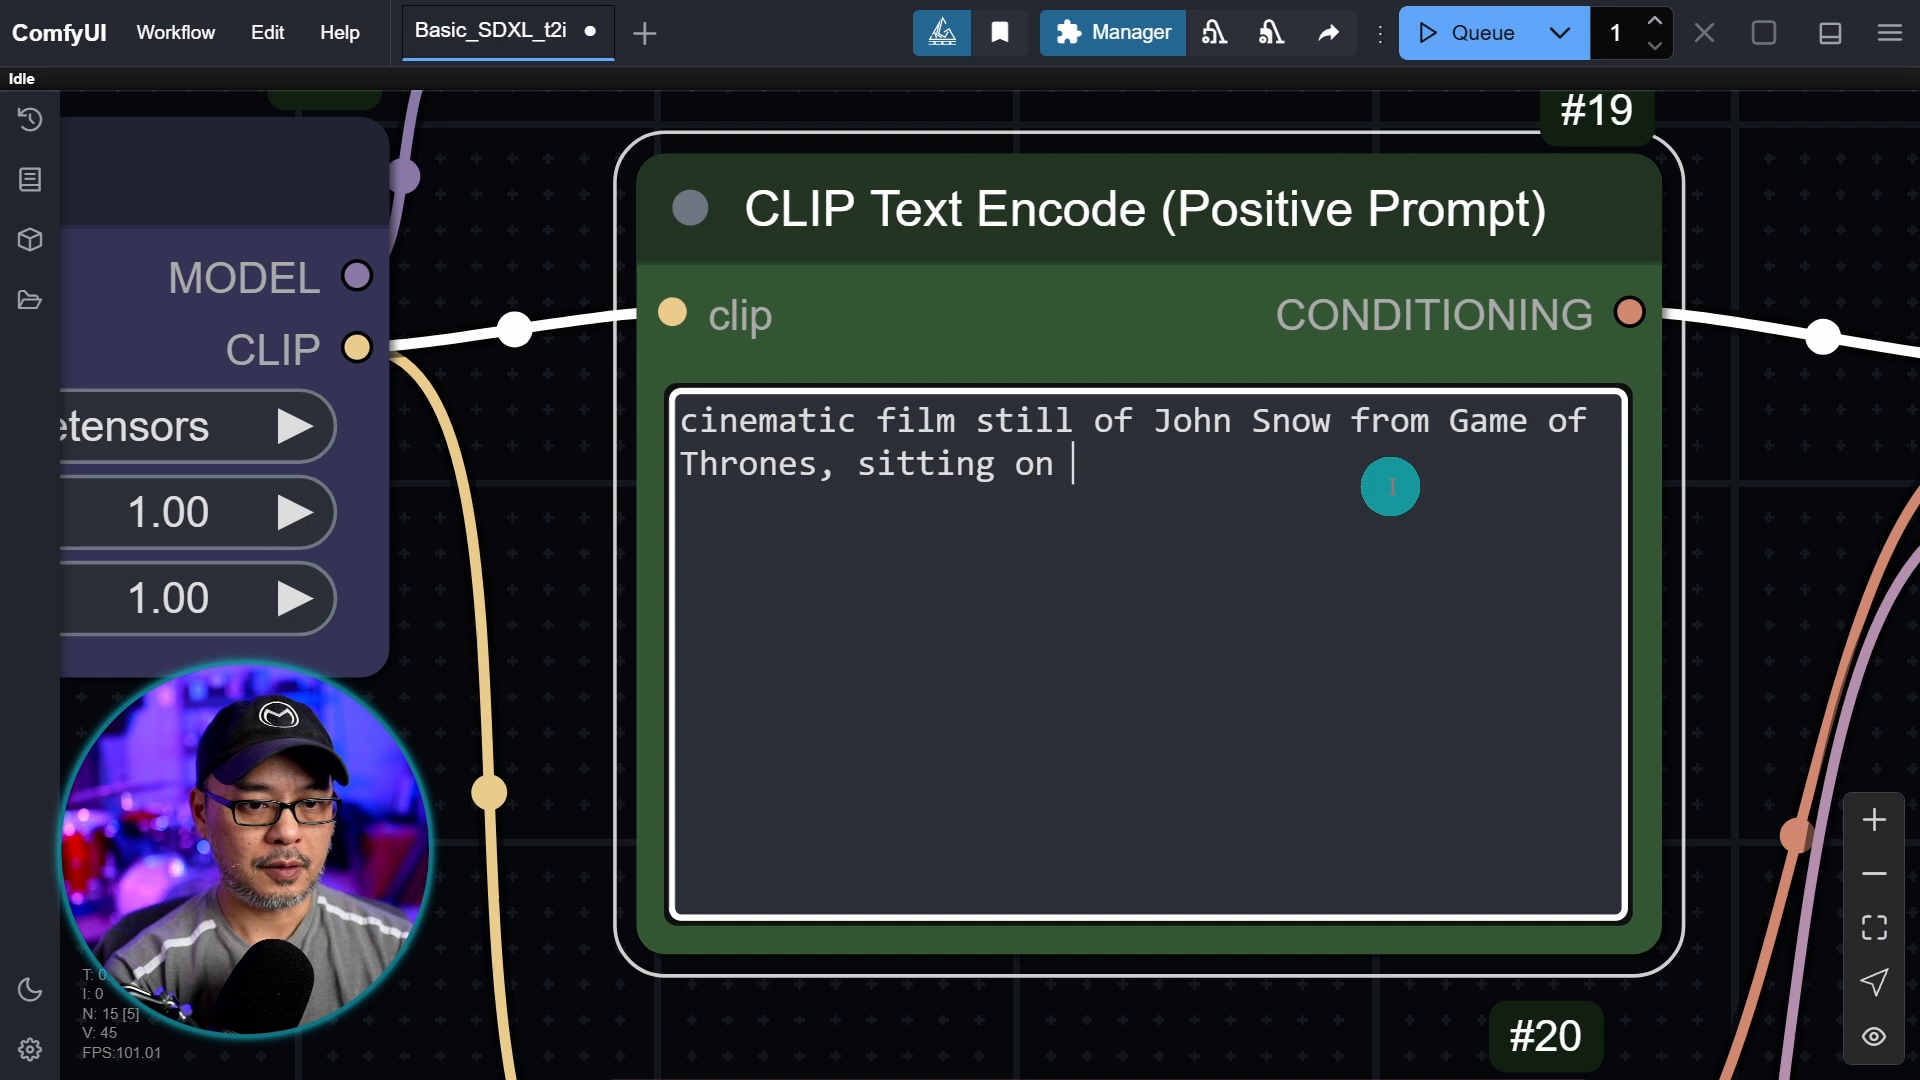 ComfyUI Workflow Edit Help Basic_SDXL_t2i Manager Queue 1
Idle
#19
CLIP Text Encode (Positive Prompt)
MODEL
clip CONDITIONING
CLIP
etensors
1.00
1.00
cinematic film still of John Snow from Game of
Thrones, sitting on
T: 0
I: 0
N: 15 [5]
V: 45
FPS:101.01
#20